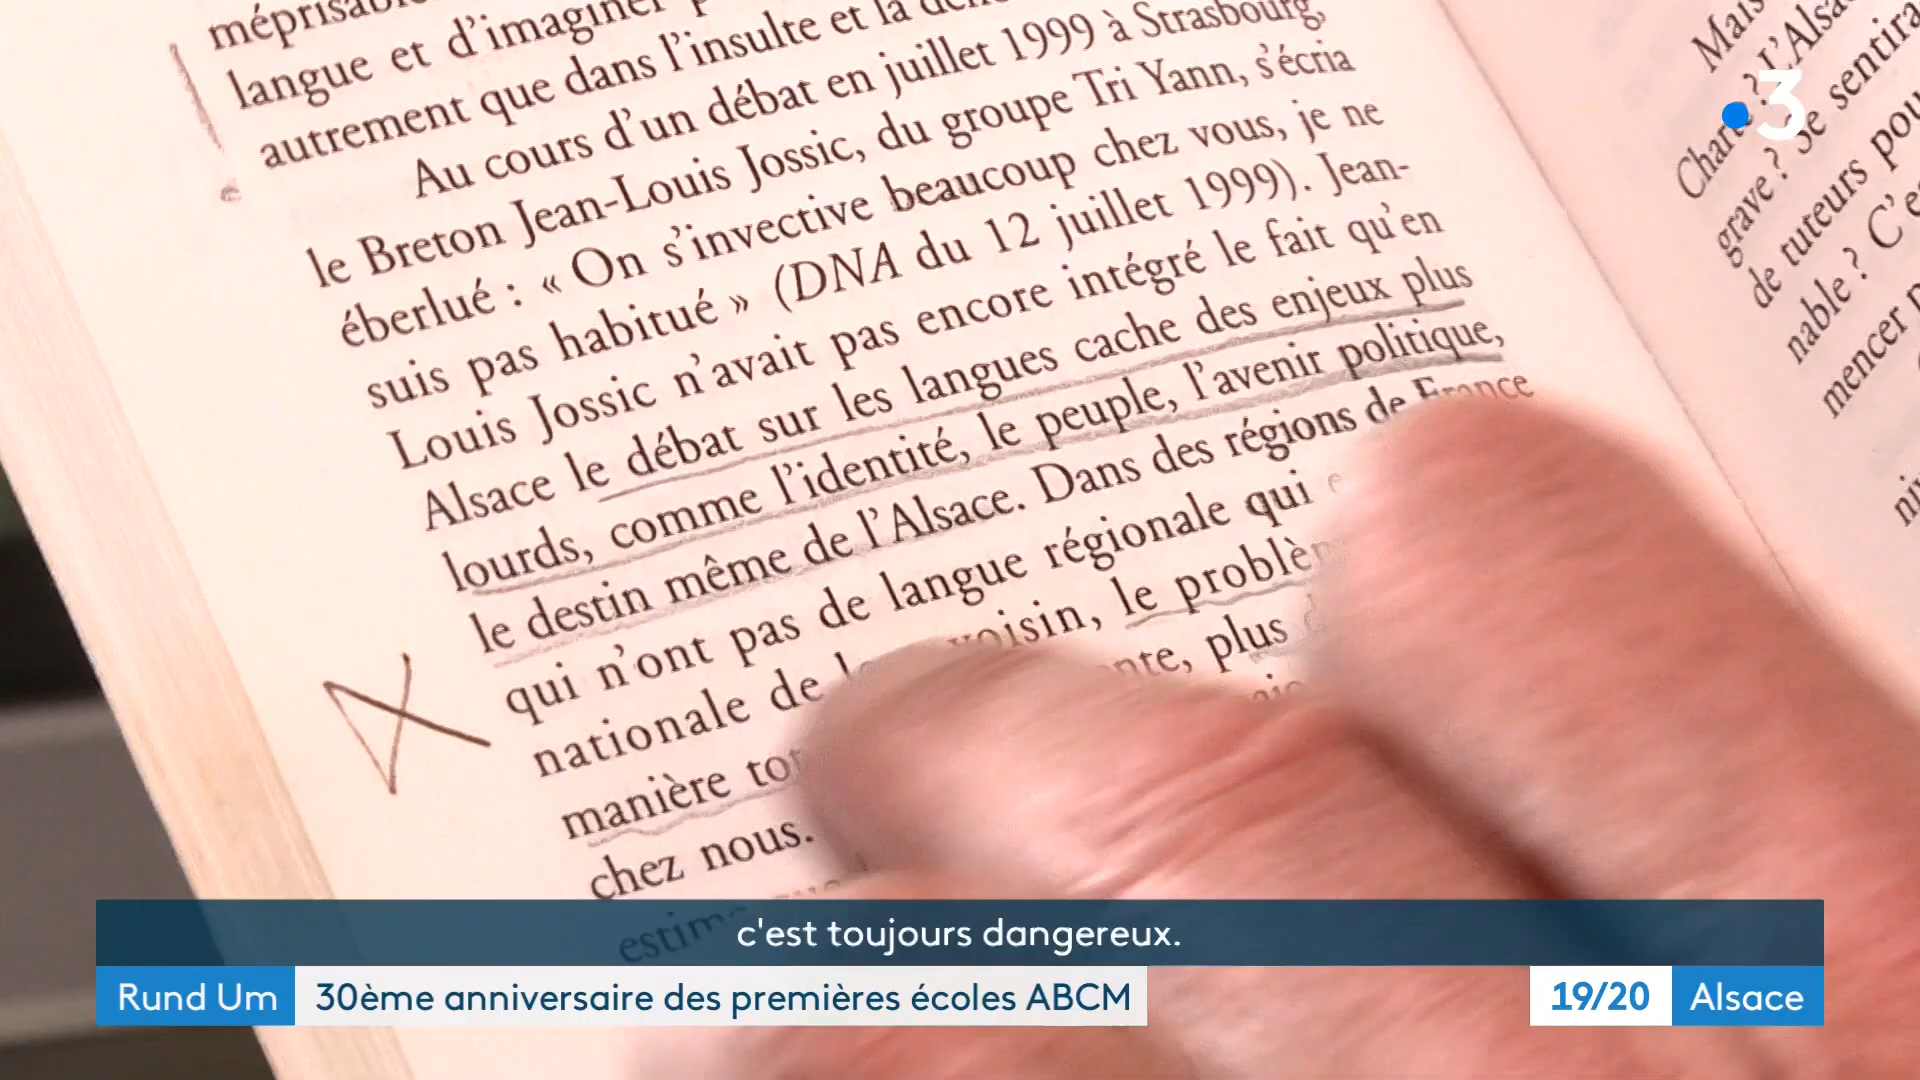 langue et d'imaginer
autrement que dans l'insulte et la
Au cours d'un débat en juillet 1999 à Strasbourg,
le Breton Jean-Louis Jossic, du groupe Tri Yann, s'écria
éberlué : « On s'invective beaucoup chez vous, je ne
suis pas habitué » (DNA du 12 juillet 1999). Jean-
Louis Jossic n'avait pas encore intégré le fait qu'en
Alsace le débat sur les langues cache des enjeux plus
lourds, comme l'identité, le peuple, l'avenir politique,
le destin même de l'Alsace. Dans des régions de France
qui n'ont pas de langue régionale qui
nationale de voisin, le
manière plus
chez nous.
Mais
? L'Alsa
grave ? Se sentira
de tuteurs pou
nable ? C'es
mencer
3
c'est toujours dangereux.
Rund Um 30ème anniversaire des premières écoles ABCM 19/20 Alsace